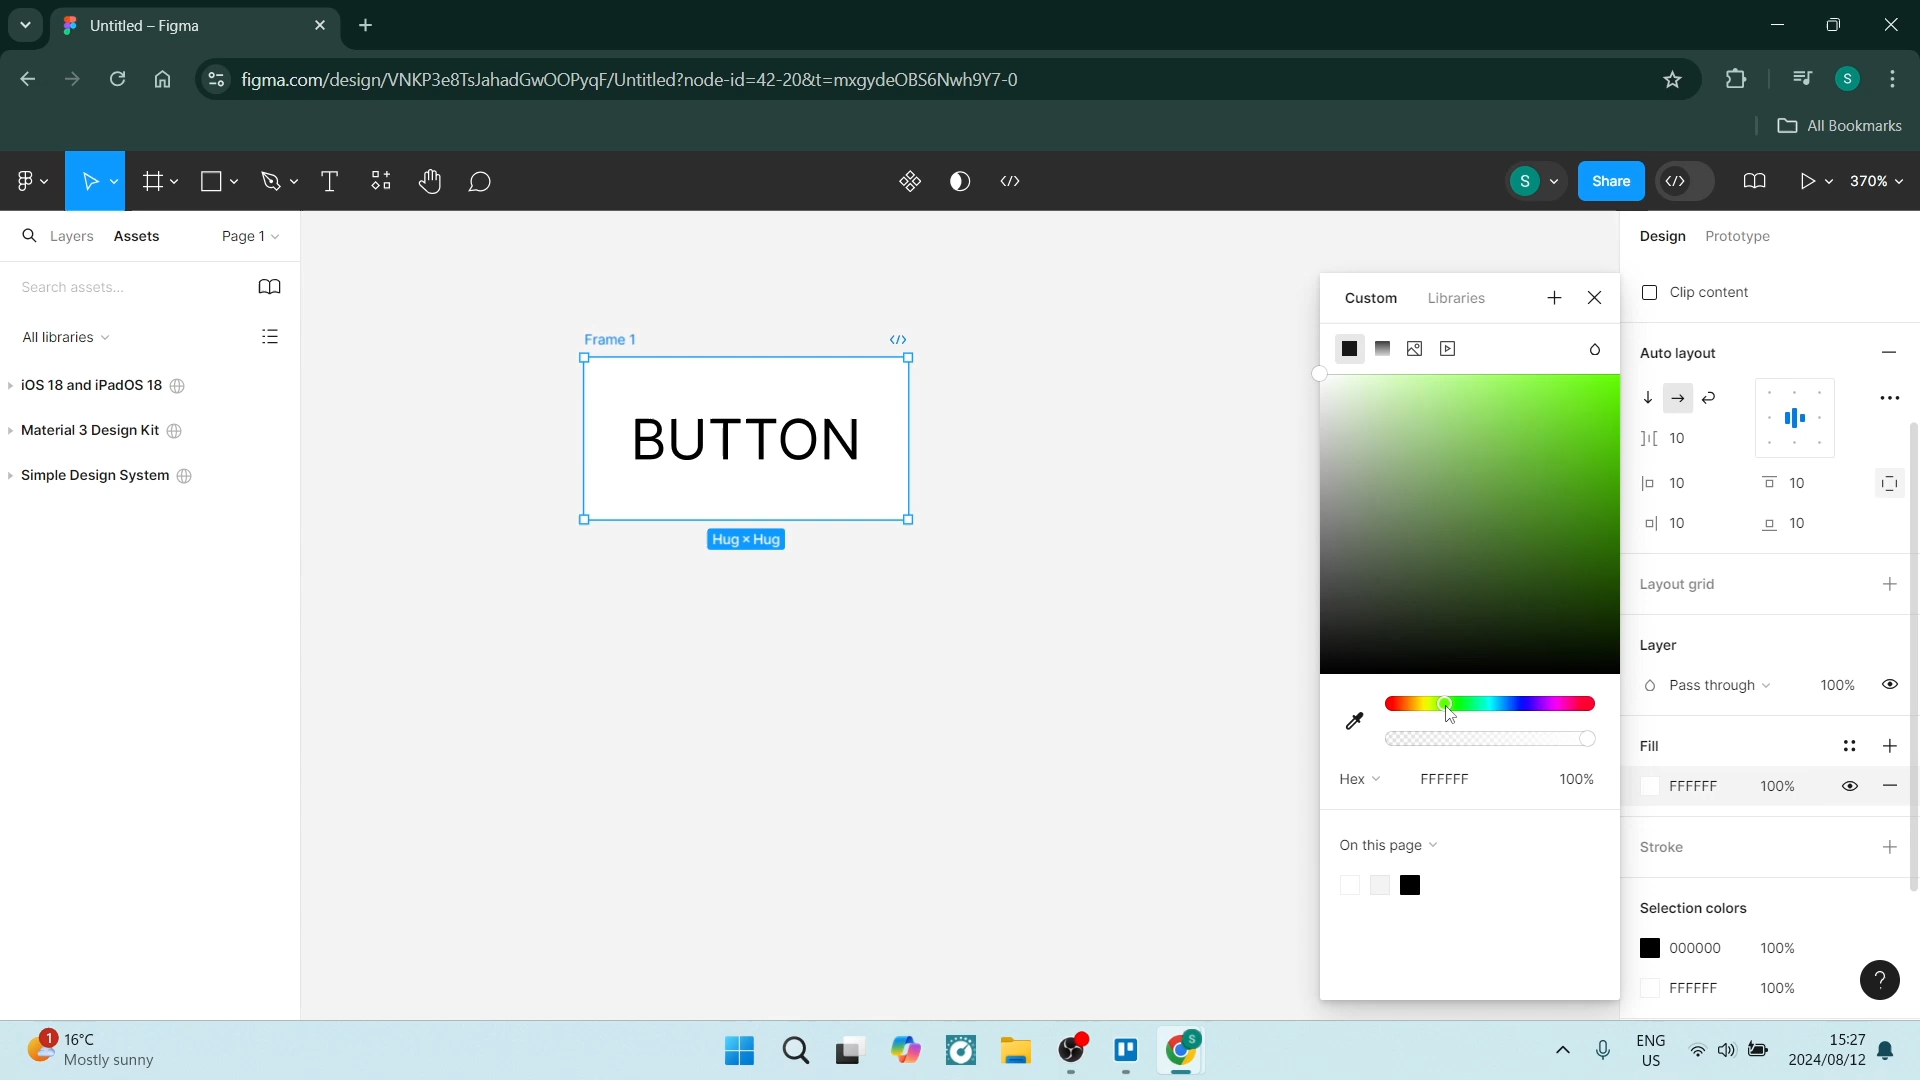 Untitled – Figma
figma.com/design/VNKP3e8TsJahadGwOOPyqF/Untitled?node-id=42-20&t=mxgydeOBS6Nwh9Y7-0
S
All Bookmarks
S
Share
370%
Layers
Assets
Page 1
Design
Prototype
Search assets...
Clip content
Custom
Libraries
All libraries
Frame 1
Auto layout
iOS 18 and iPadOS 18
Material 3 Design Kit
BUTTON
10
Simple Design System
10
10
10
10
Hug × Hug
Layout grid
Layer
Pass through
100%
Fill
Hex
FFFFFF
100%
FFFFFF
100%
On this page
Stroke
Selection colors
000000
100%
FFFFFF
100%
?
1
16°C
Mostly sunny
S
ENG
US
15:27
2024/08/12